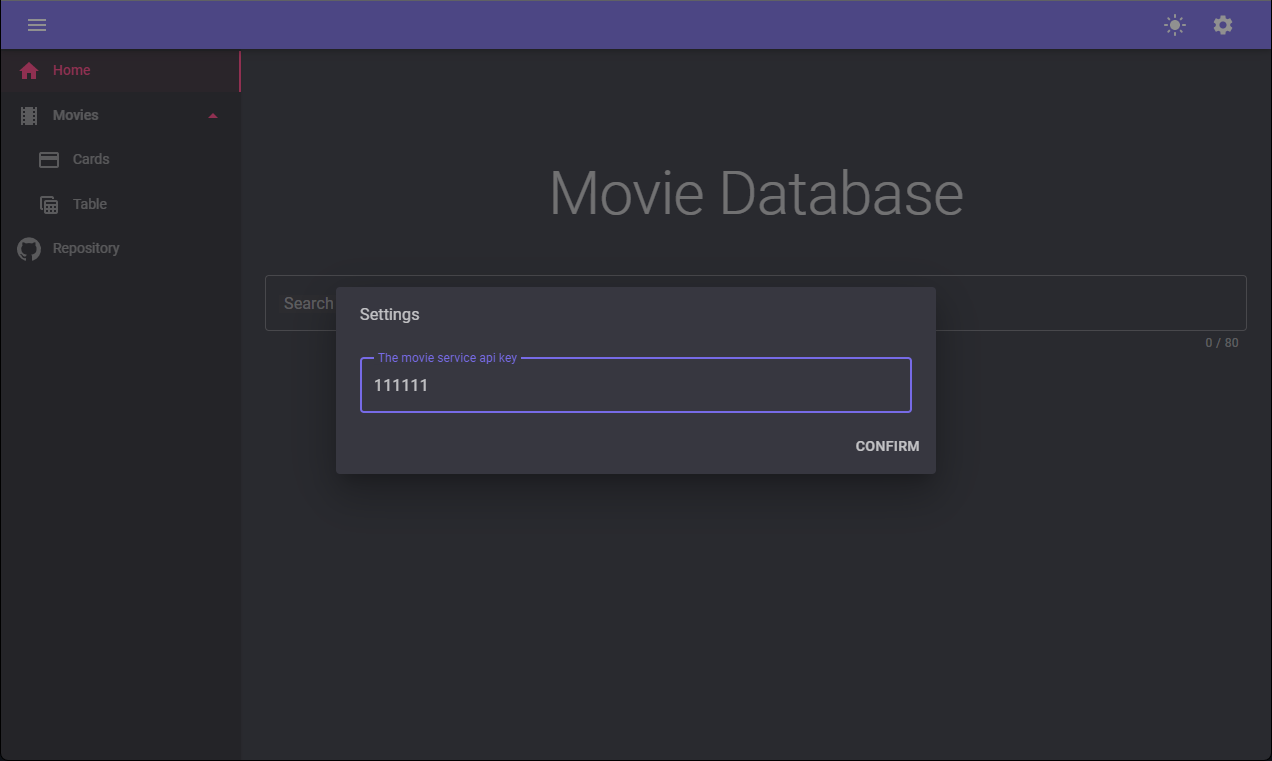 Home
Movies
Cards
Table
Repository
Movie Database
Search
0 / 80
Settings
The movie service api key
111111
CONFIRM